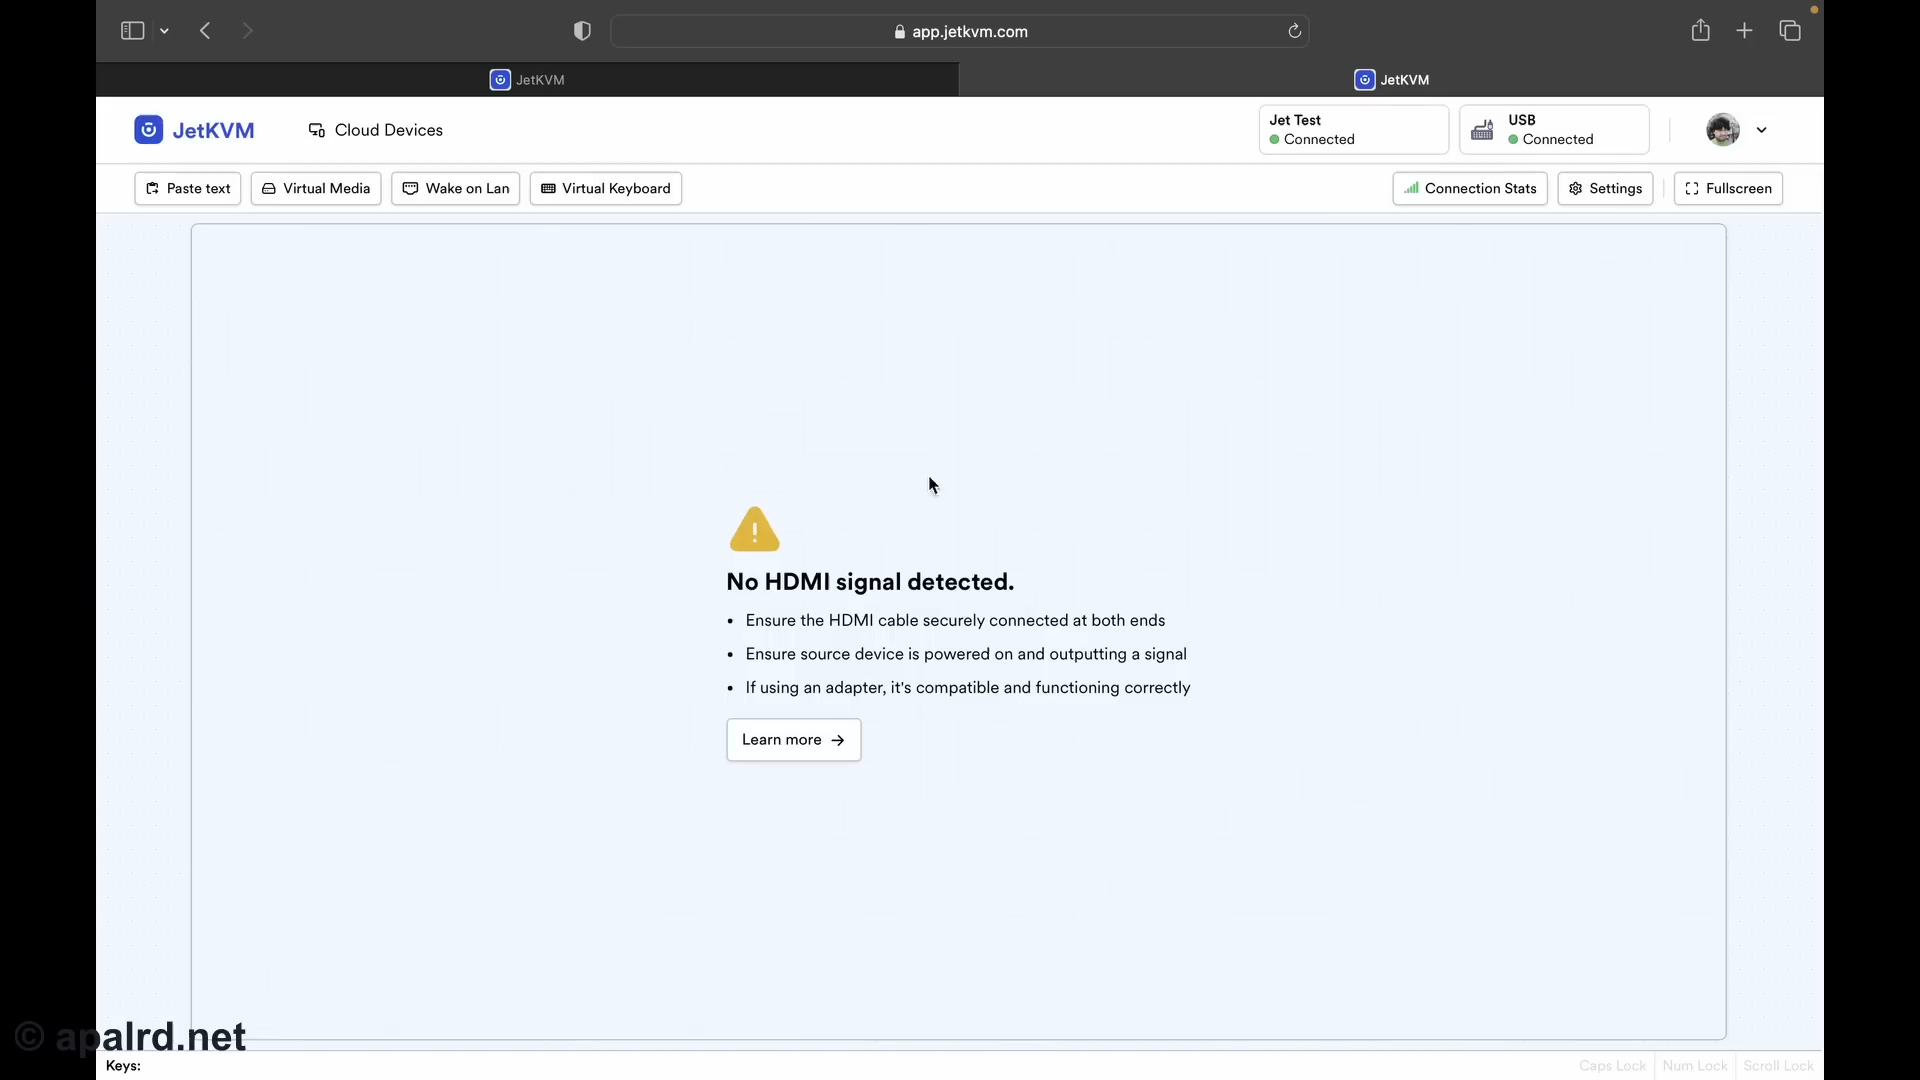 app.jetkvm.com
JetKVM
JetKVM
JetKVM
Cloud Devices
Jet Test
Connected
USB
Connected
Paste text
Virtual Media
Wake on Lan
Virtual Keyboard
Connection Stats
Settings
Fullscreen
No HDMI signal detected.
• Ensure the HDMI cable securely connected at both ends
• Ensure source device is powered on and outputting a signal
• If using an adapter, it's compatible and functioning correctly
Learn more →
© apalrd.net
Keys:
Caps Lock
Num Lock
Scroll Lock